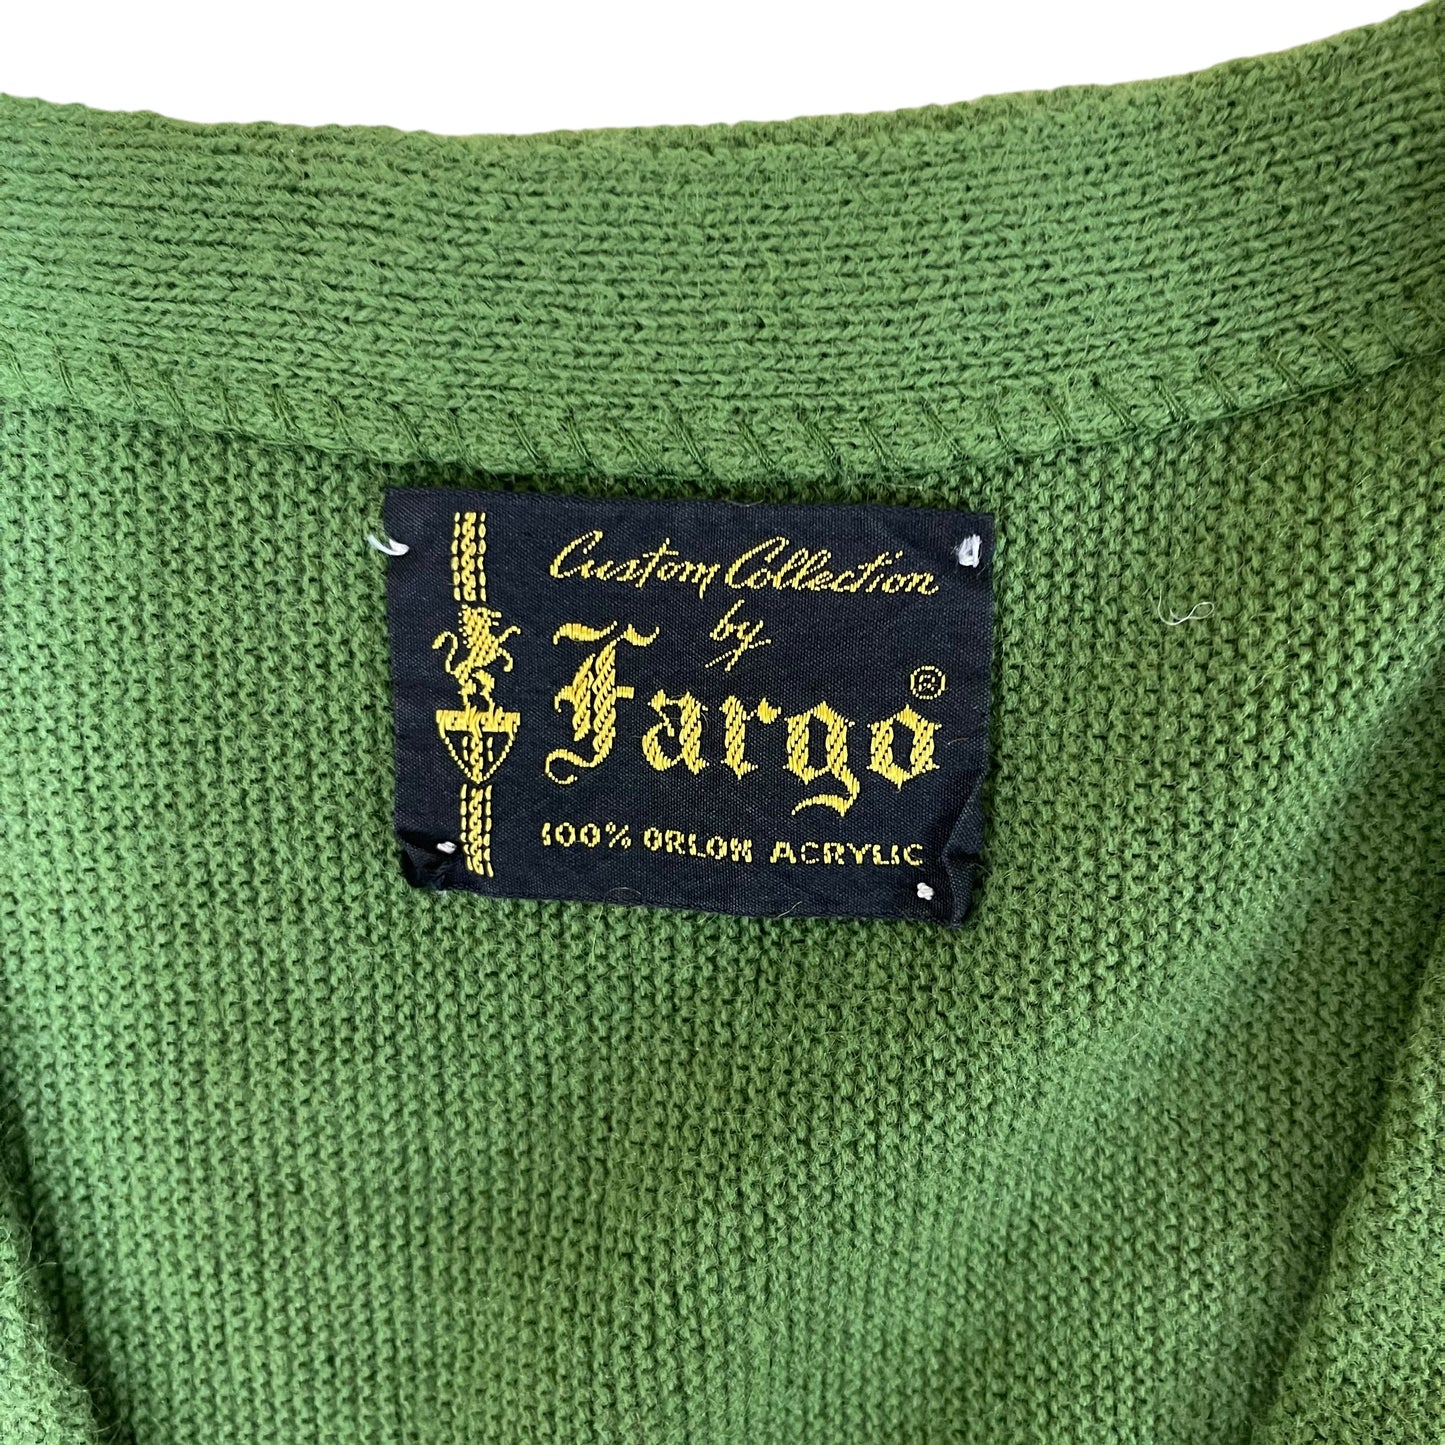 Custom Collection
by
Fargo®
100% ORLON ACRYLIC